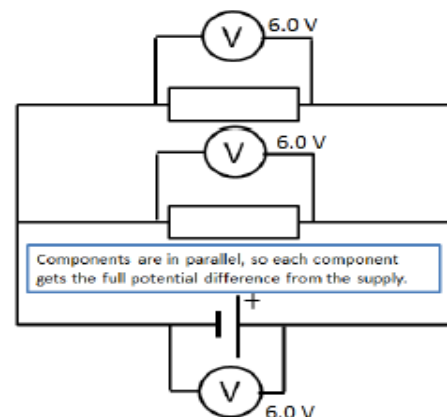 V 6.0 V
V 6.0 V
Components are in parallel, so each component
gets the full potential difference from the supply.
+
V 6.0 V